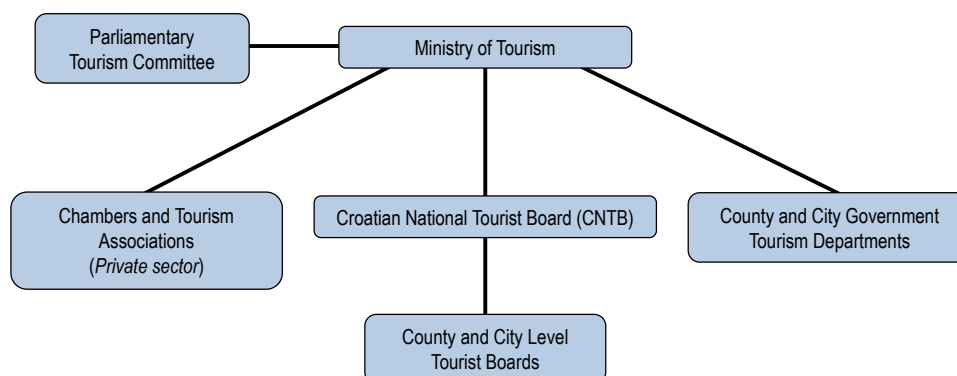 Parliamentary
Tourism Committee
Ministry of Tourism
Chambers and Tourism
Associations
(Private sector)
Croatian National Tourist Board (CNTB)
County and City Government
Tourism Departments
County and City Level
Tourist Boards